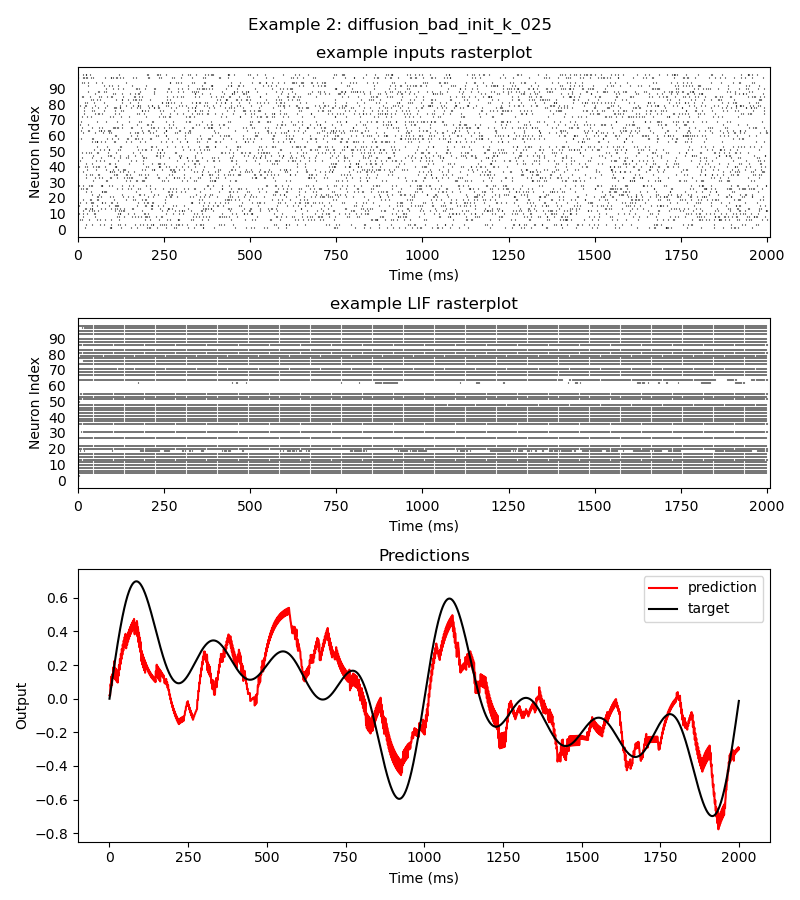 Example 2: diffusion_bad_init_k_025
example inputs rasterplot
Neuron Index
90
80
70
60
50
40
30
20
10
0
0 250 500 750 1000 1250 1500 1750 2000
Time (ms)
example LIF rasterplot
Neuron Index
90
80
70
60
50
40
30
20
10
0
0 250 500 750 1000 1250 1500 1750 2000
Time (ms)
Predictions
Output
0.6
0.4
0.2
0.0
−0.2
−0.4
−0.6
−0.8
prediction
target
0 250 500 750 1000 1250 1500 1750 2000
Time (ms)